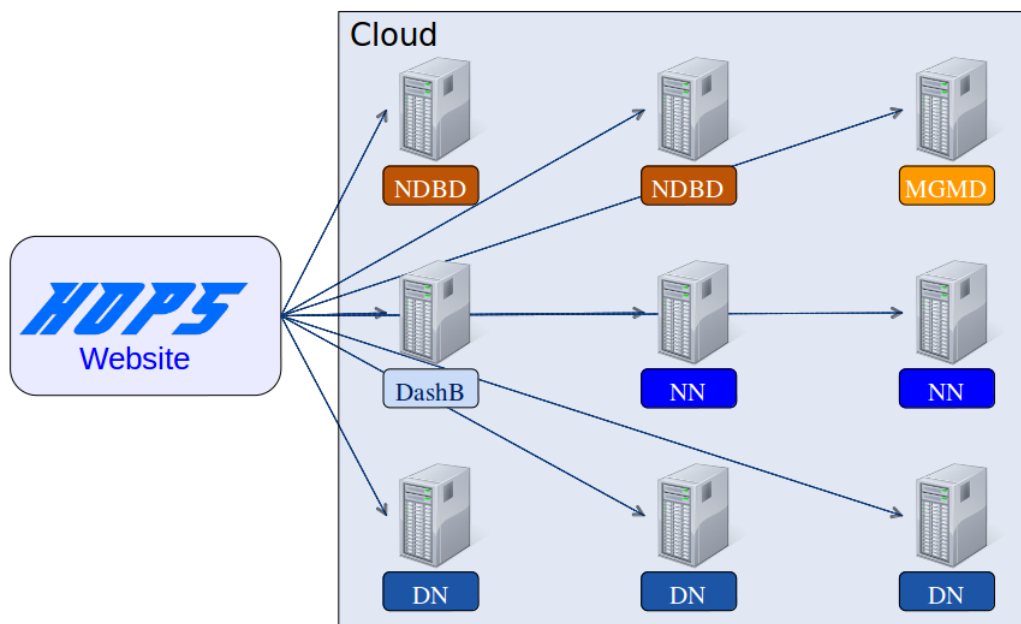 Cloud
NDBD
NDBD
MGMD
HOPS
Website
DashB
NN
NN
DN
DN
DN